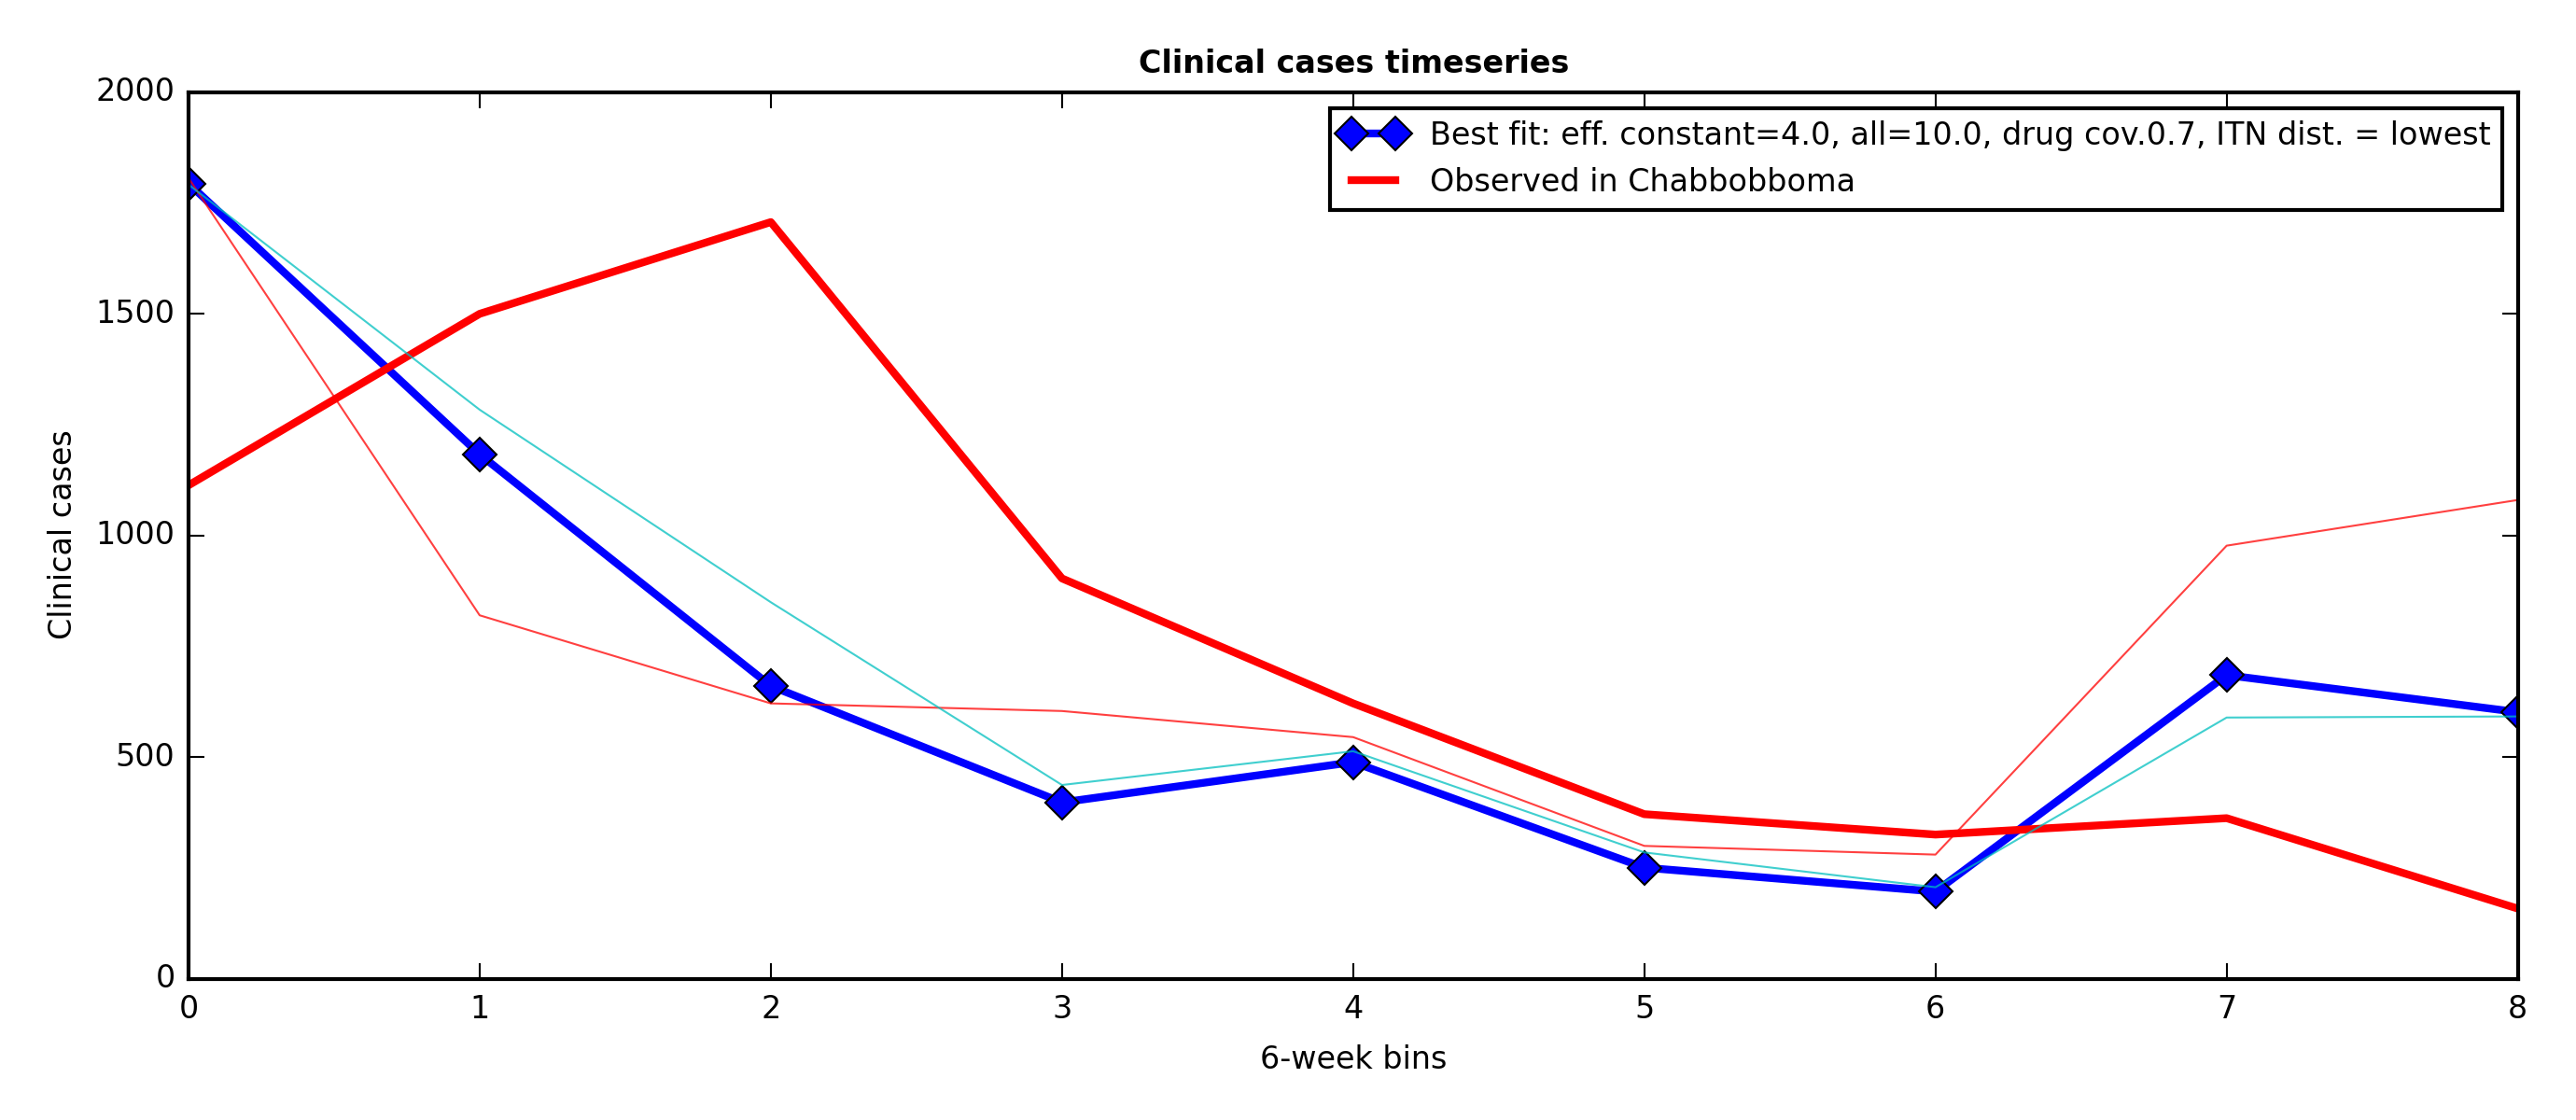 Clinical cases timeseries
2000
1500
1000
500
0
Clinical cases
Best fit: eff. constant=4.0, all=10.0, drug cov.0.7, ITN dist. = lowest
Observed in Chabbobboma
0 1 2 3 4 5 6 7 8
6-week bins